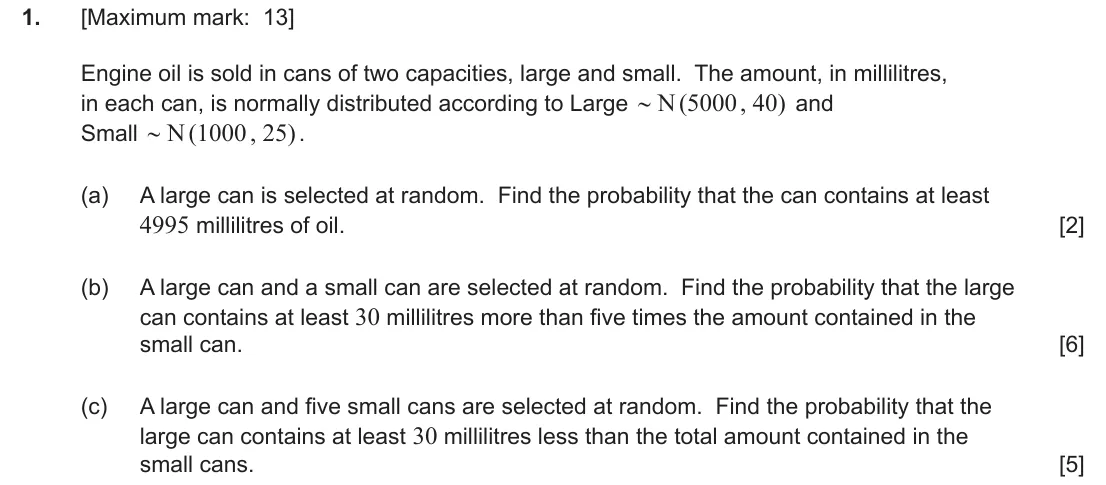 1. [Maximum mark: 13]
Engine oil is sold in cans of two capacities, large and small. The amount, in millilitres,
in each can, is normally distributed according to Large ~ N(5000, 40) and
Small ~ N(1000, 25).
(a) A large can is selected at random. Find the probability that the can contains at least
4995 millilitres of oil. [2]
(b) A large can and a small can are selected at random. Find the probability that the large
can contains at least 30 millilitres more than five times the amount contained in the
small can. [6]
(c) A large can and five small cans are selected at random. Find the probability that the
large can contains at least 30 millilitres less than the total amount contained in the
small cans. [5]